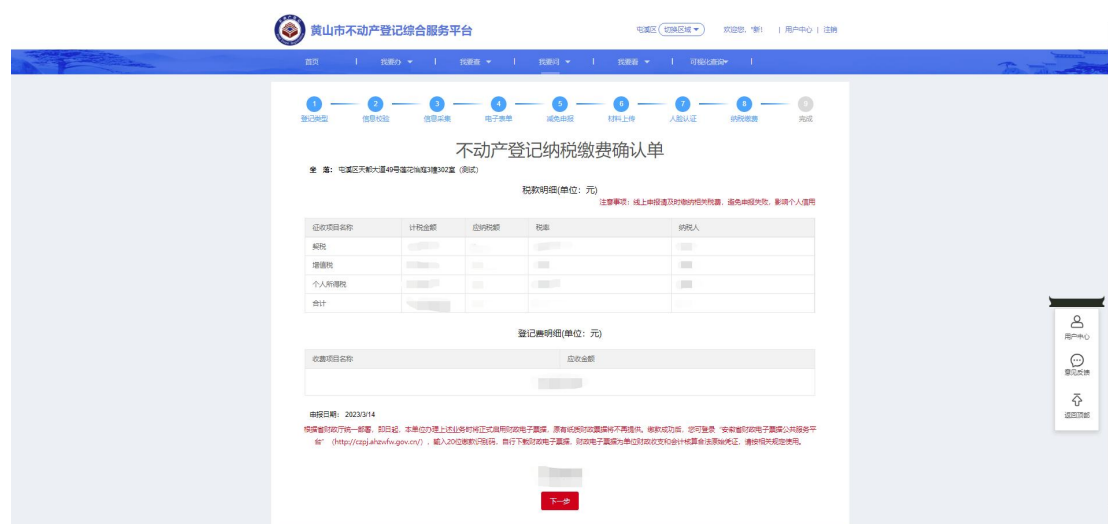 黄山市不动产登记综合服务平台
屯溪区 切换区域 欢迎您, *新! | 用户中心 | 注销
首页 | 我要办 | 我要查 | 我要问 | 我要看 | 可视化查询 |
1 2 3 4 5 6 7 8 9
登记类型 信息校验 信息采集 电子表单 减免申报 材料上传 人脸认证 纳税缴费 完成
不动产登记纳税缴费确认单
坐 落: 屯溪区天都大道49号莲花怡庭3幢302室 (测试)
税款明细(单位: 元)
注意事项: 线上申报请及时缴纳相关税费, 避免申报失败, 影响个人信用
征收项目名称 计税金额 应纳税额 税率 纳税人
契税
增值税
个人所得税
合计
登记费明细(单位: 元)
收费项目名称 应收金额
申报日期: 2023/3/14
根据省财政厅统一部署, 即日起, 本单位办理上述业务时将正式启用财政电子票据, 原有纸质财政票据将不再提供。缴款成功后, 您可登录 "安徽省财政电子票据公共服务平
台" (http://czpj.ahzwfw.gov.cn/) , 输入20位缴款识别码, 自行下载财政电子票据, 财政电子票据为单位财政收支和会计核算合法原始凭证, 请按相关规定使用。
下一步
用户中心
意见反馈
返回顶部